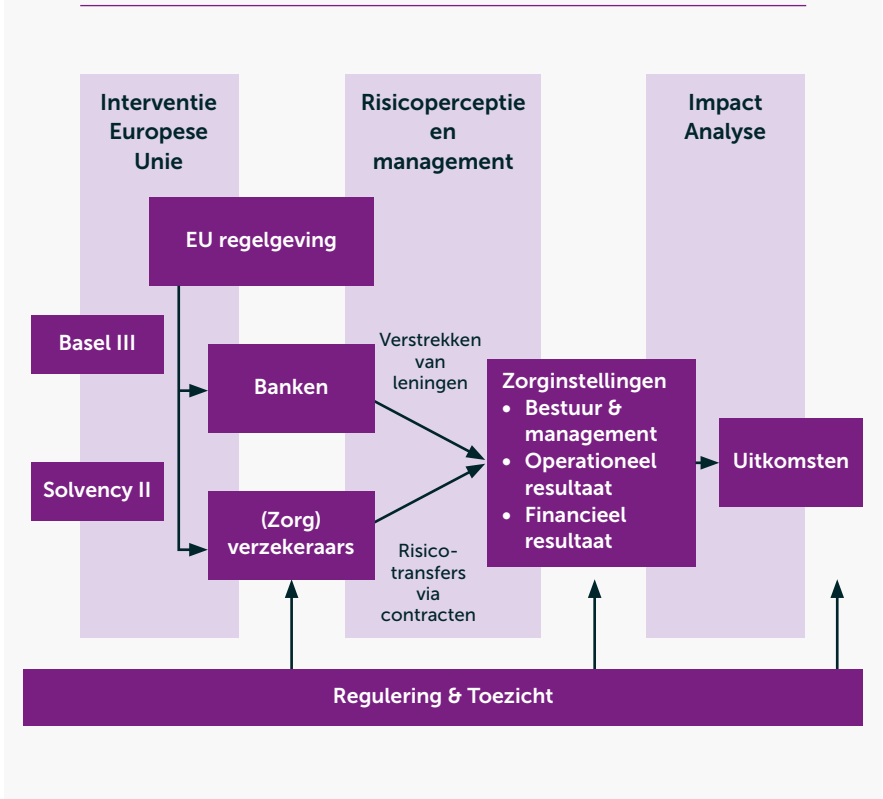 Interventie
Europese
Unie
Risicoperceptie
en
management
Impact
Analyse
EU regelgeving
Basel III
Banken
Verstrekken
van
leningen
Zorginstellingen
• Bestuur &
management
• Operationeel
resultaat
• Financieel
resultaat
Uitkomsten
Solvency II
(Zorg)
verzekeraars
Risico-
transfers
via
contracten
Regulering & Toezicht